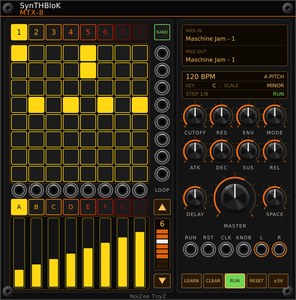 SynTHBloK
MTX-8
1 2 3 4 5 6 7
RAND
MIDI IN
Maschine Jam - 1
MIDI OUT
Maschine Jam - 1
120 BPM A PITCH
KEY C SCALE MINOR
STEP 1/8 RUN
CUTOFF RES ENV MODE
ATK DEC SUS REL
DELAY MASTER SPACE
LOOP
A B C D E F
6
RUN RST CLK KNOB L R
LEARN CLEAR RUN RESET ±5V
NoiZee ToyZ